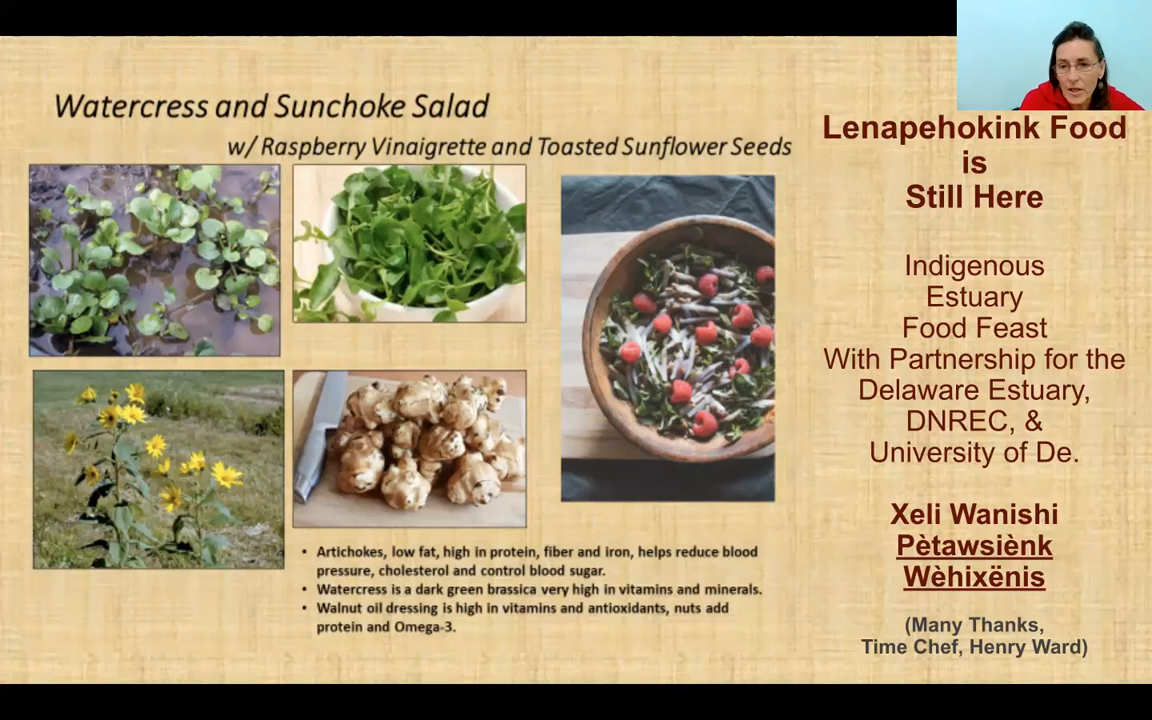 Watercress and Sunchoke Salad
w/ Raspberry Vinaigrette and Toasted Sunflower Seeds
• Artichokes, low fat, high in protein, fiber and iron, helps reduce blood
pressure, cholesterol and control blood sugar.
• Watercress is a dark green brassica very high in vitamins and minerals.
• Walnut oil dressing is high in vitamins and antioxidants, nuts add
protein and Omega-3.
Lenapehokink Food
is
Still Here
Indigenous
Estuary
Food Feast
With Partnership for the
Delaware Estuary,
DNREC, &
University of De.
Xeli Wanishi
Pètawsiènk
Wèhixënis
(Many Thanks,
Time Chef, Henry Ward)